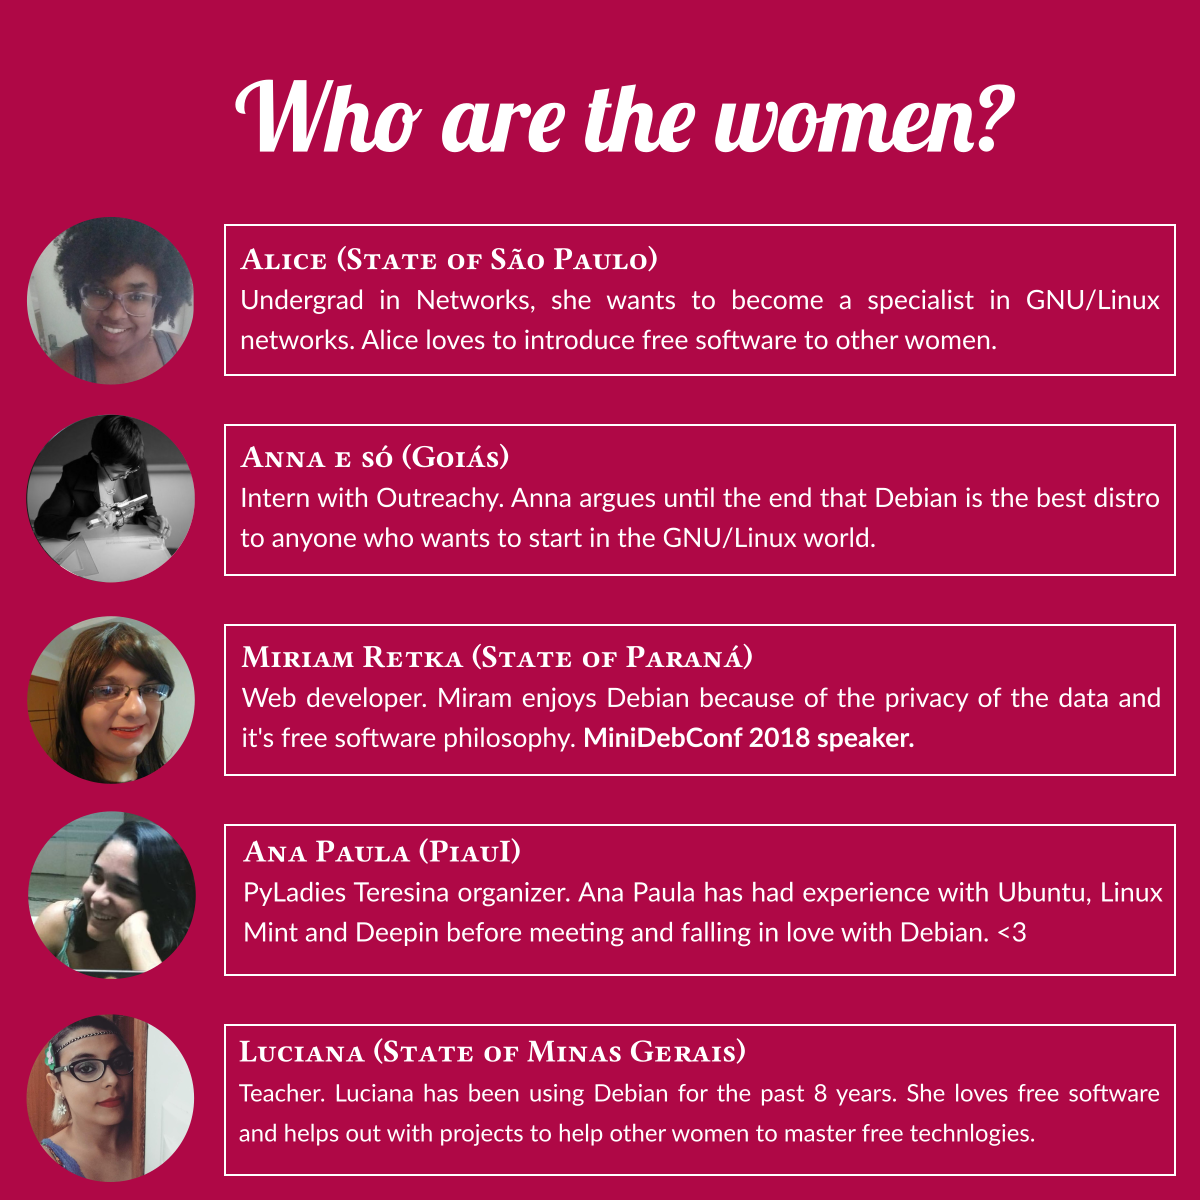 Who are the women?
Alice (State of São Paulo)
Undergrad in Networks, she wants to become a specialist in GNU/Linux
networks. Alice loves to introduce free software to other women.
Anna e só (Goiás)
Intern with Outreachy. Anna argues until the end that Debian is the best distro
to anyone who wants to start in the GNU/Linux world.
Miriam Retka (State of Paraná)
Web developer. Miram enjoys Debian because of the privacy of the data and
it's free software philosophy. MiniDebConf 2018 speaker.
Ana Paula (PiauI)
PyLadies Teresina organizer. Ana Paula has had experience with Ubuntu, Linux
Mint and Deepin before meeting and falling in love with Debian. <3
Luciana (State of Minas Gerais)
Teacher. Luciana has been using Debian for the past 8 years. She loves free software
and helps out with projects to help other women to master free technlogies.